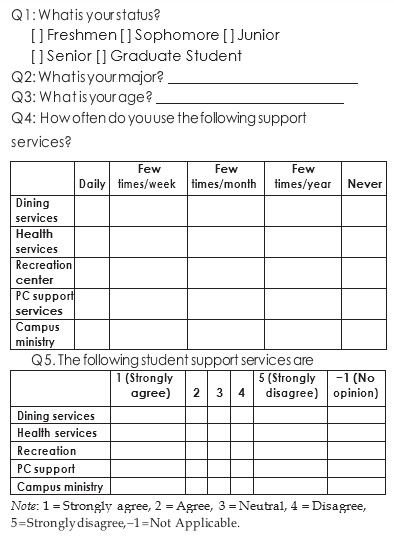 Q1: What is your status?
[ ] Freshmen [ ] Sophomore [ ] Junior
[ ] Senior [ ] Graduate Student
Q2: What is your major? ____________________
Q3: What is your age? ____________________
Q4: How often do you use the following support
services?
Daily Few times/week Few times/month Few times/year Never
Dining services
Health services
Recreation center
PC support services
Campus ministry
Q5. The following student support services are
1 (Strongly agree) 2 3 4 5 (Strongly disagree) −1 (No opinion)
Dining services
Health services
Recreation
PC support
Campus ministry
Note: 1 = Strongly agree, 2 = Agree, 3 = Neutral, 4 = Disagree,
5 = Strongly disagree, −1 = Not Applicable.